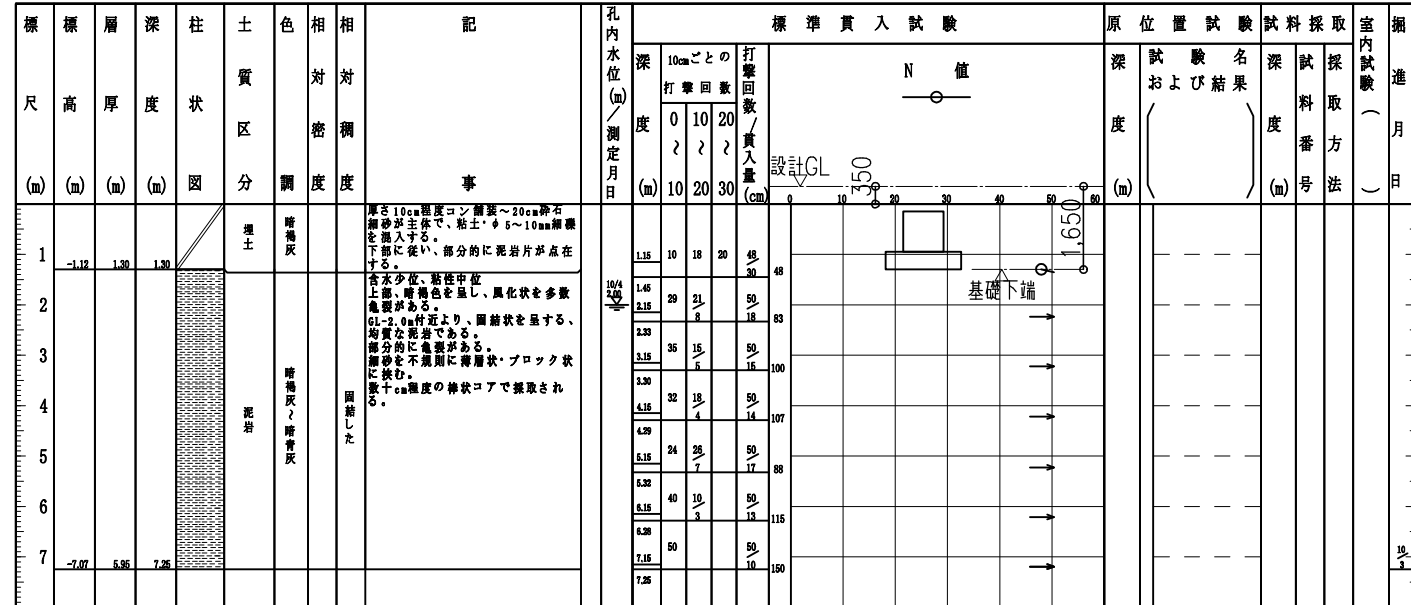 標尺(m)
標高(m)
層厚(m)
深度(m)
柱状図
土質区分
色調
相対密度
相対稠度
記事
孔内水位(m)/測定月日
標準貫入試験
深度(m)
10cmごとの
打撃回数
0 10 20
~ ~ ~
10 20 30
打撃回数/貫入量(cm)
N 値
設計GL
350
0 10 20 30 40 50 60
原位置試験
深度(m)
試験名
および結果
試料採取
深度(m)
試料番号
採取方法
室内試験( )
掘進月日
1
2
3
4
5
6
7
-1.12 1.30 1.30
-7.07 5.95 7.25
埋土
暗褐灰
厚さ10cm程度コン舗装~20cm砕石
細砂が主体で、粘土・φ5~10mm細礫
を混入する。
下部に従い、部分的に泥岩片が点在
する。
泥岩
暗褐灰~暗青灰
固結した
含水少位、粘性中位
上部、暗褐色を呈し、風化状を多数
亀裂がある。
GL-2.0m付近より、固結状を呈する、
均質な泥岩である。
部分的に亀裂がある。
細砂を不規則に薄層状・ブロック状
に挟む。
数十cm程度の棒状コアで採取され
る。
10/4
2.00
1.15 10 18 20 48/30 48
1.45
2.15 29 21/8 50/18 83
2.33
3.15 35 15/5 50/15 100
3.30
4.15 32 18/4 50/14 107
4.29
5.15 24 26/7 50/17 88
5.32
6.15 40 10/3 50/13 115
6.28
7.15 50 50/10 150
7.25
1,650
基礎下端
10/3